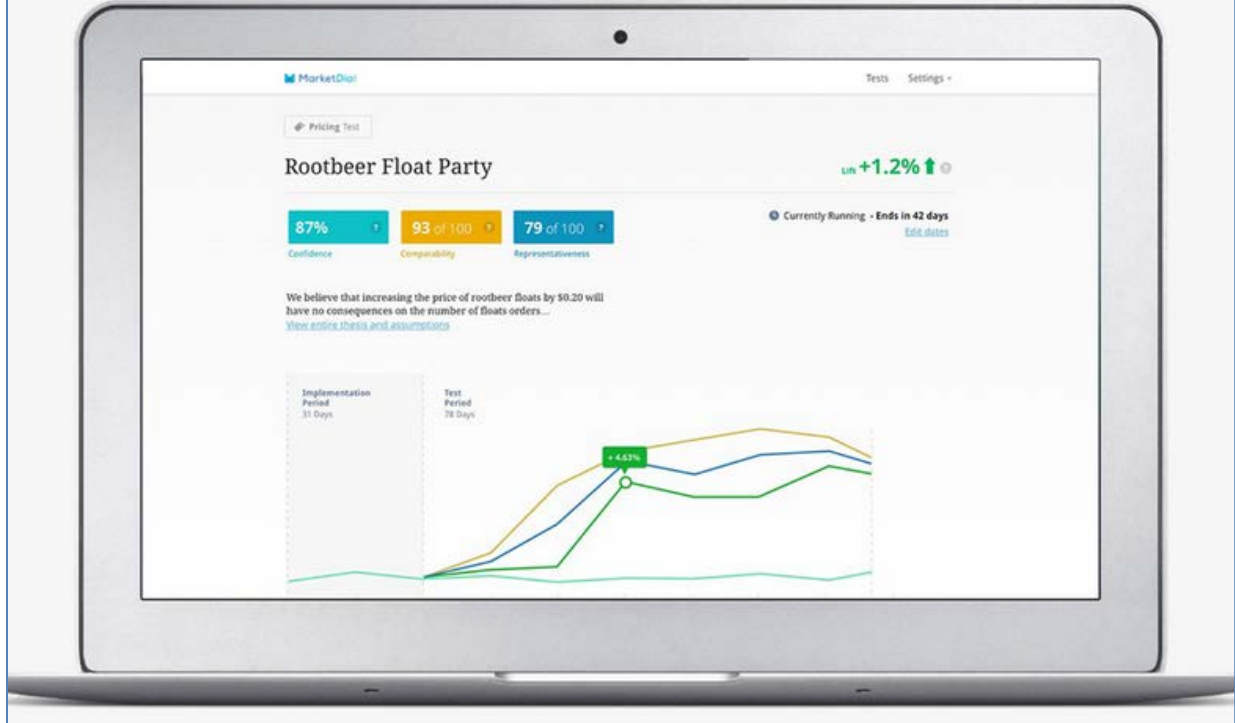 MarketDial
Tests Settings
Pricing Test
Rootbeer Float Party
Lift +1.2%
87% ?
93 of 100 ?
79 of 100 ?
Confidence
Comparability
Representativeness
Currently Running - Ends in 42 days
Edit dates
We believe that increasing the price of rootbeer floats by $0.20 will
have no consequences on the number of floats orders...
View entire thesis and assumptions
Implementation
Period
31 Days
Test
Period
78 Days
+ 4.63%